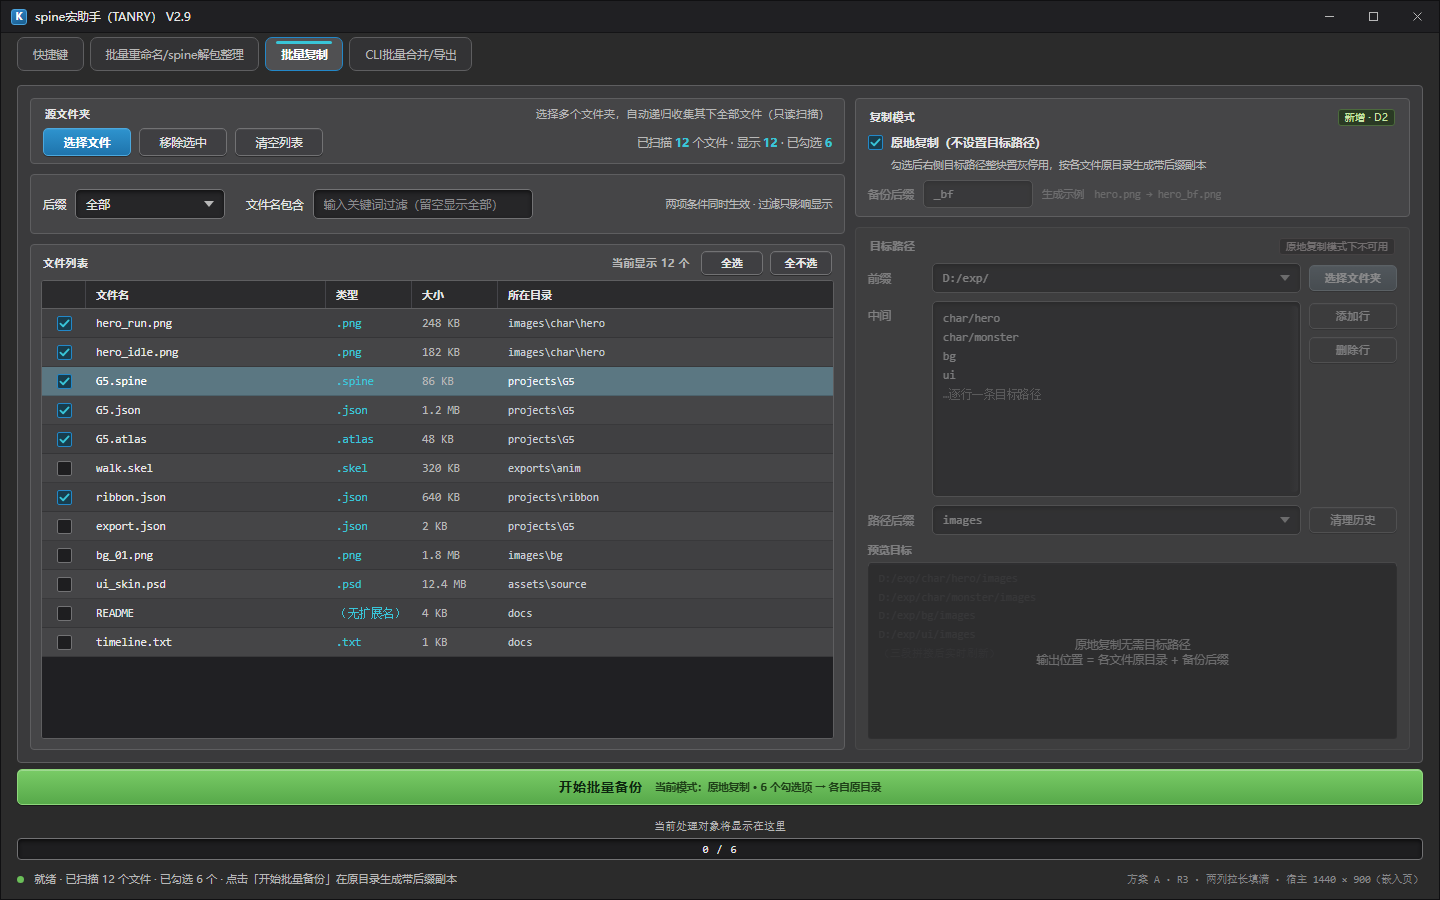 K spine宏助手（TANRY） V2.9
快捷键 批量重命名/spine解包整理 批量复制 CLI批量合并/导出
源文件夹 选择多个文件夹，自动递归收集其下全部文件（只读扫描）
选择文件 移除选中 清空列表 已扫描 12 个文件 · 显示 12 · 已勾选 6
后缀 全部 文件名包含 输入关键词过滤（留空显示全部） 两项条件同时生效 · 过滤只影响显示
文件列表 当前显示 12 个 全选 全不选
文件名 类型 大小 所在目录
hero_run.png .png 248 KB images\char\hero
hero_idle.png .png 182 KB images\char\hero
G5.spine .spine 86 KB projects\G5
G5.json .json 1.2 MB projects\G5
G5.atlas .atlas 48 KB projects\G5
walk.skel .skel 320 KB exports\anim
ribbon.json .json 640 KB projects\ribbon
export.json .json 2 KB projects\G5
bg_01.png .png 1.8 MB images\bg
ui_skin.psd .psd 12.4 MB assets\source
README （无扩展名） 4 KB docs
timeline.txt .txt 1 KB docs
复制模式 新增 · D2
原地复制（不设置目标路径）
勾选后右侧目标路径整块置灰停用，按各文件原目录生成带后缀副本
备份后缀 _bf 生成示例 hero.png → hero_bf.png
目标路径 原地复制模式下不可用
前缀 D:/exp/ 选择文件夹
中间 char/hero 添加行
char/monster
bg 删除行
ui
…逐行一条目标路径
路径后缀 images 清理历史
预览目标
D:/exp/char/hero/images
D:/exp/char/monster/images
D:/exp/bg/images
D:/exp/ui/images
原地复制无需目标路径
输出位置 = 各文件原目录 + 备份后缀
开始批量备份 当前模式：原地复制 • 6 个勾选项 → 各自原目录
当前处理对象将显示在这里
0 / 6
就绪 · 已扫描 12 个文件 · 已勾选 6 个 · 点击「开始批量备份」在原目录生成带后缀副本
方案 A · R3 · 两列拉长填满 · 宿主 1440 × 900（嵌入页）